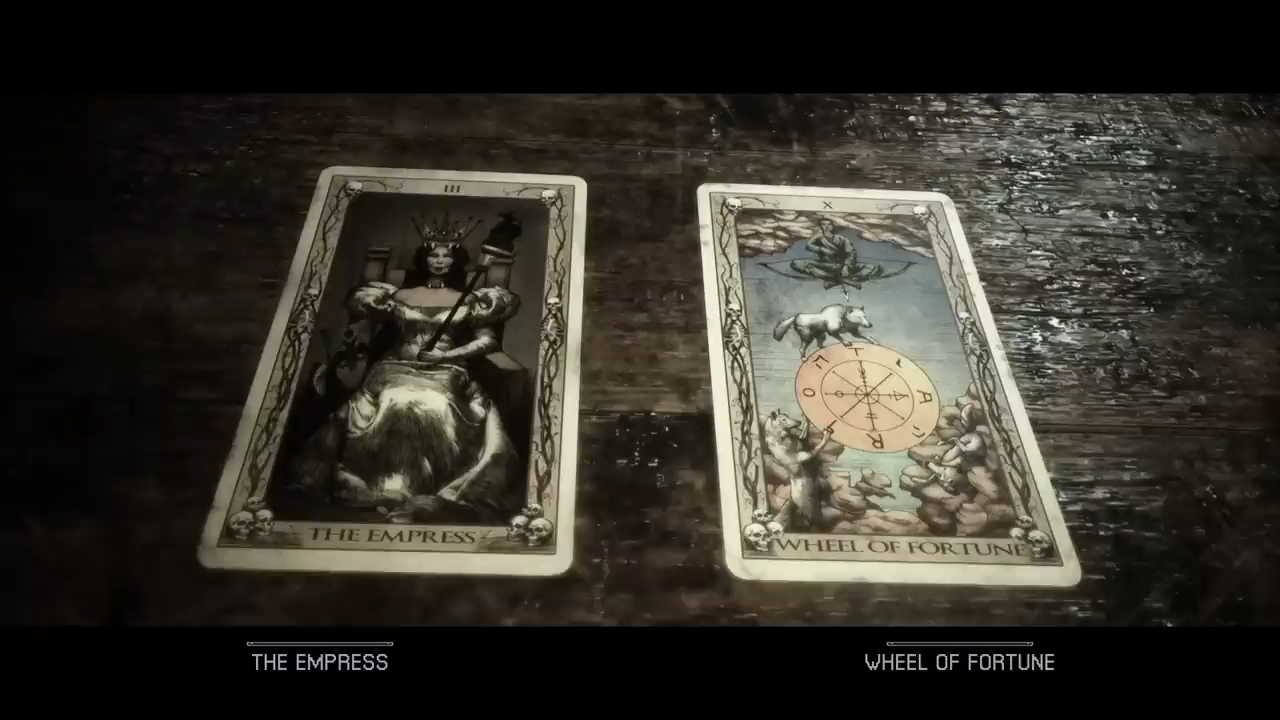 III
X
T
A
R
O
THE EMPRESS
WHEEL OF FORTUNE
THE EMPRESS
WHEEL OF FORTUNE